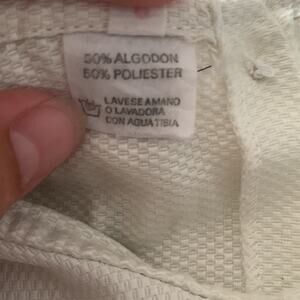 50% ALGODON
50% POLIESTER
LAVESE A MANO
O LAVADORA
CON AGUA TIBIA